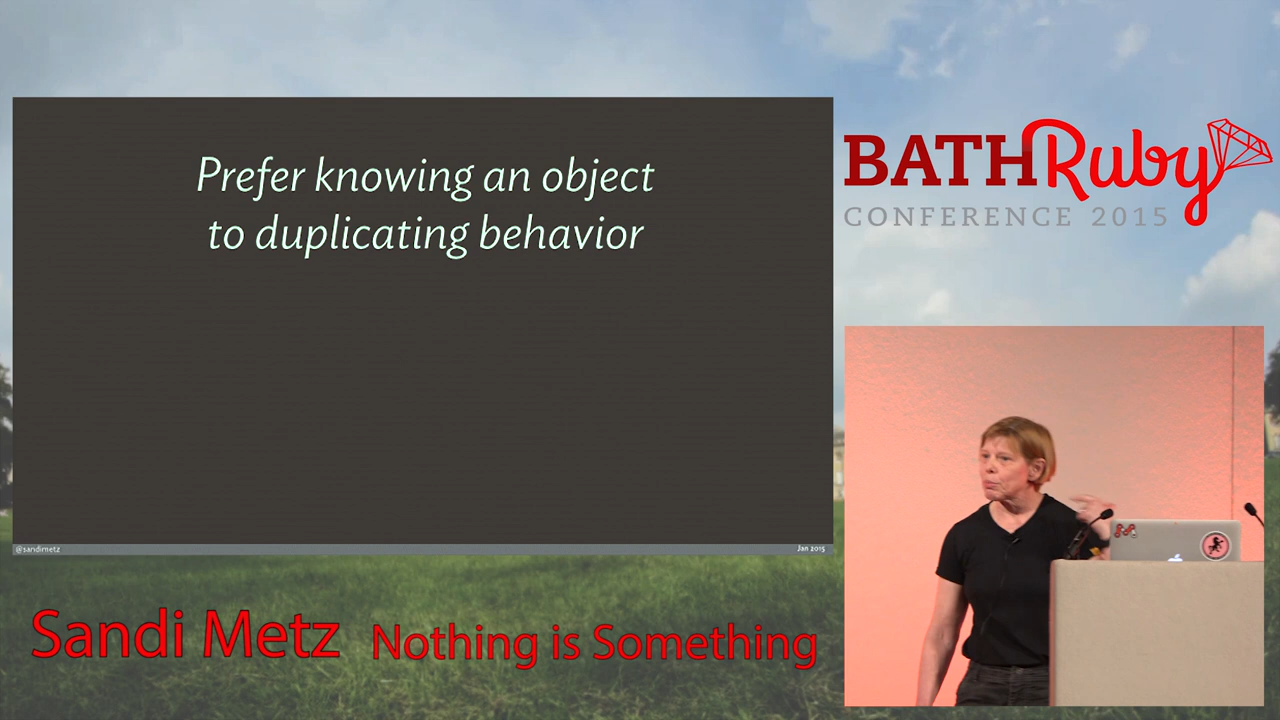 Prefer knowing an object
to duplicating behavior
@sandimetz
Jan 2015
BATHRuby
CONFERENCE 2015
Sandi Metz
Nothing is Something